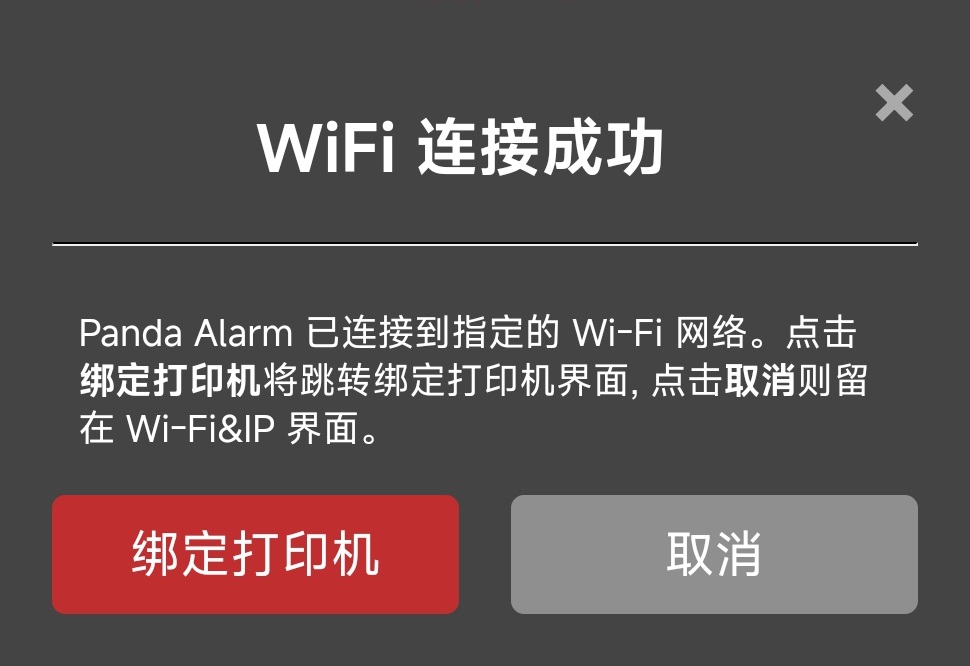 WiFi 连接成功
Panda Alarm 已连接到指定的 Wi-Fi 网络。点击
绑定打印机将跳转绑定打印机界面, 点击取消则留
在 Wi-Fi&IP 界面。
绑定打印机
取消